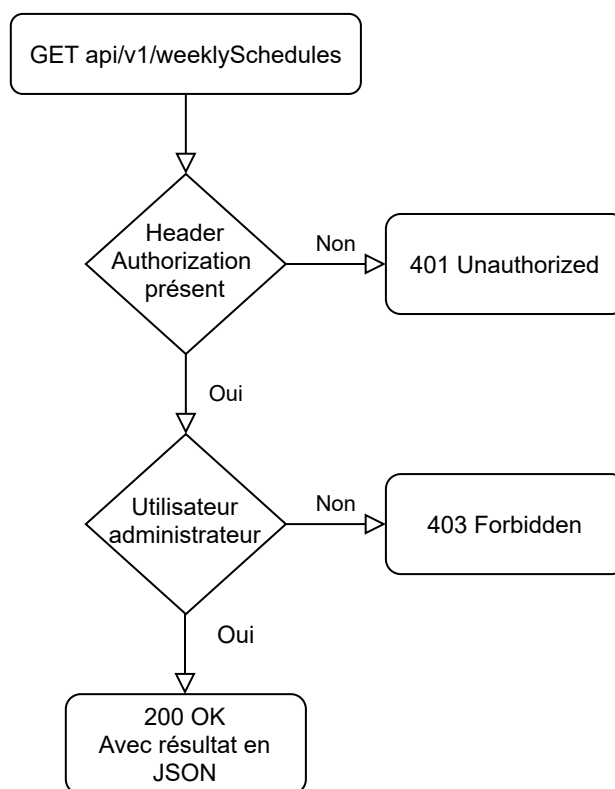 GET api/v1/weeklySchedules
Header
Authorization
présent
Non
401 Unauthorized
Oui
Utilisateur
administrateur
Non
403 Forbidden
Oui
200 OK
Avec résultat en
JSON